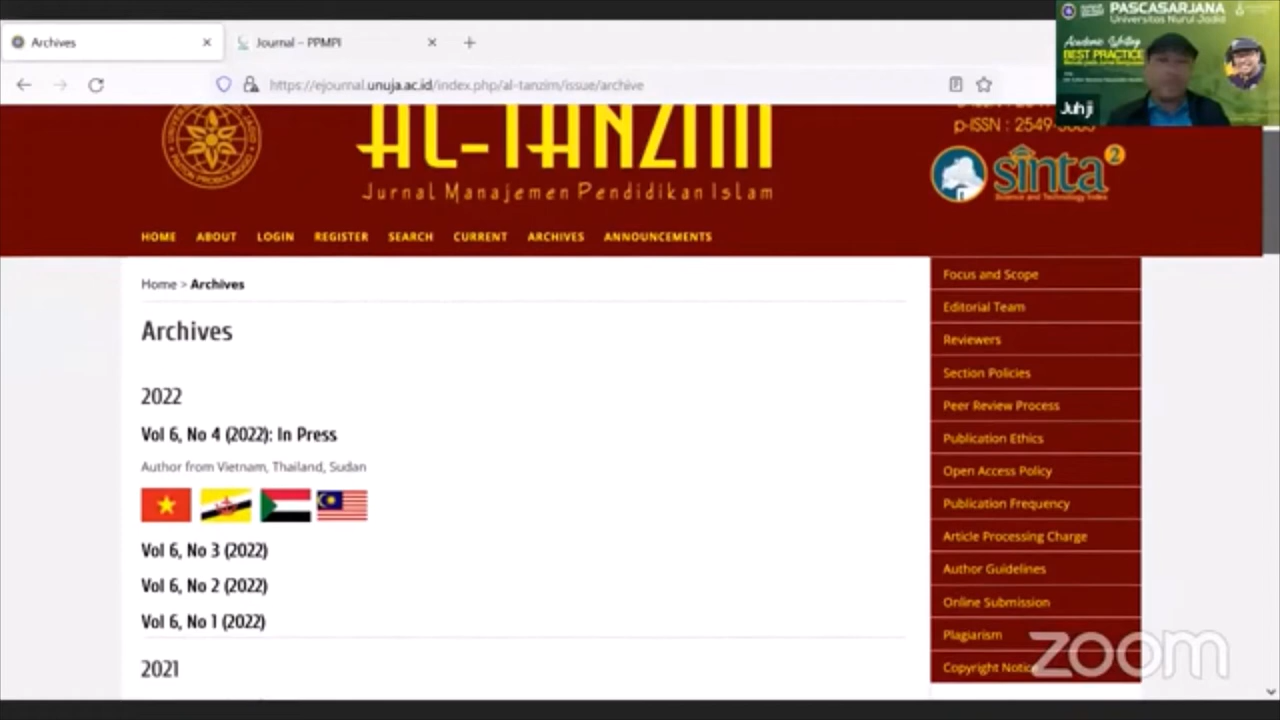 Archives
Journal – PPMPI
https://ejournal.unuja.ac.id/index.php/al-tanzim/issue/archive
PASCASARJANA
Universitas Nurul Jadid
Academic Writing
BEST PRACTICE
Juh ji
AL-TANZIM
Jurnal Manajemen Pendidikan Islam
p-ISSN : 2549-
sinta 2
Science and Technology Index
HOME ABOUT LOGIN REGISTER SEARCH CURRENT ARCHIVES ANNOUNCEMENTS
Home > Archives
Archives
2022
Vol 6, No 4 (2022): In Press
Author from Vietnam, Thailand, Sudan
Vol 6, No 3 (2022)
Vol 6, No 2 (2022)
Vol 6, No 1 (2022)
2021
Focus and Scope
Editorial Team
Reviewers
Section Policies
Peer Review Process
Publication Ethics
Open Access Policy
Publication Frequency
Article Processing Charge
Author Guidelines
Online Submission
Plagiarism
Copyright Notice
zoom